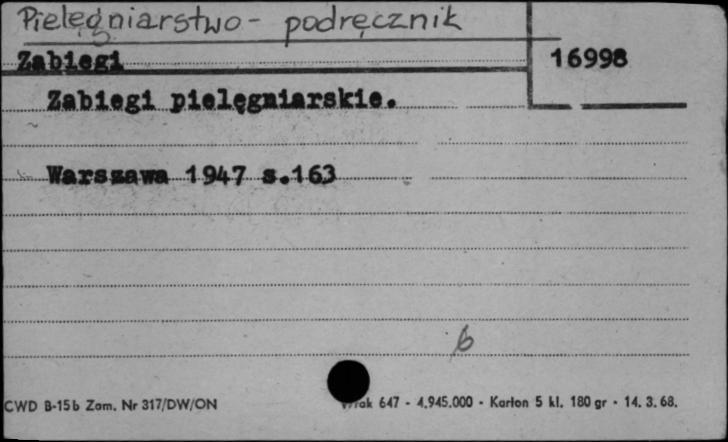 Pielęgniarstwo - podręcznik
Zabiegi
16998
Zabiegi pielęgniarskie.
Warszawa 1947 s.163
b
CWD B-15b Zam. Nr 317/DW/ON
647 - 4.945.000 - Karton 5 kl. 180 gr - 14. 3. 68.